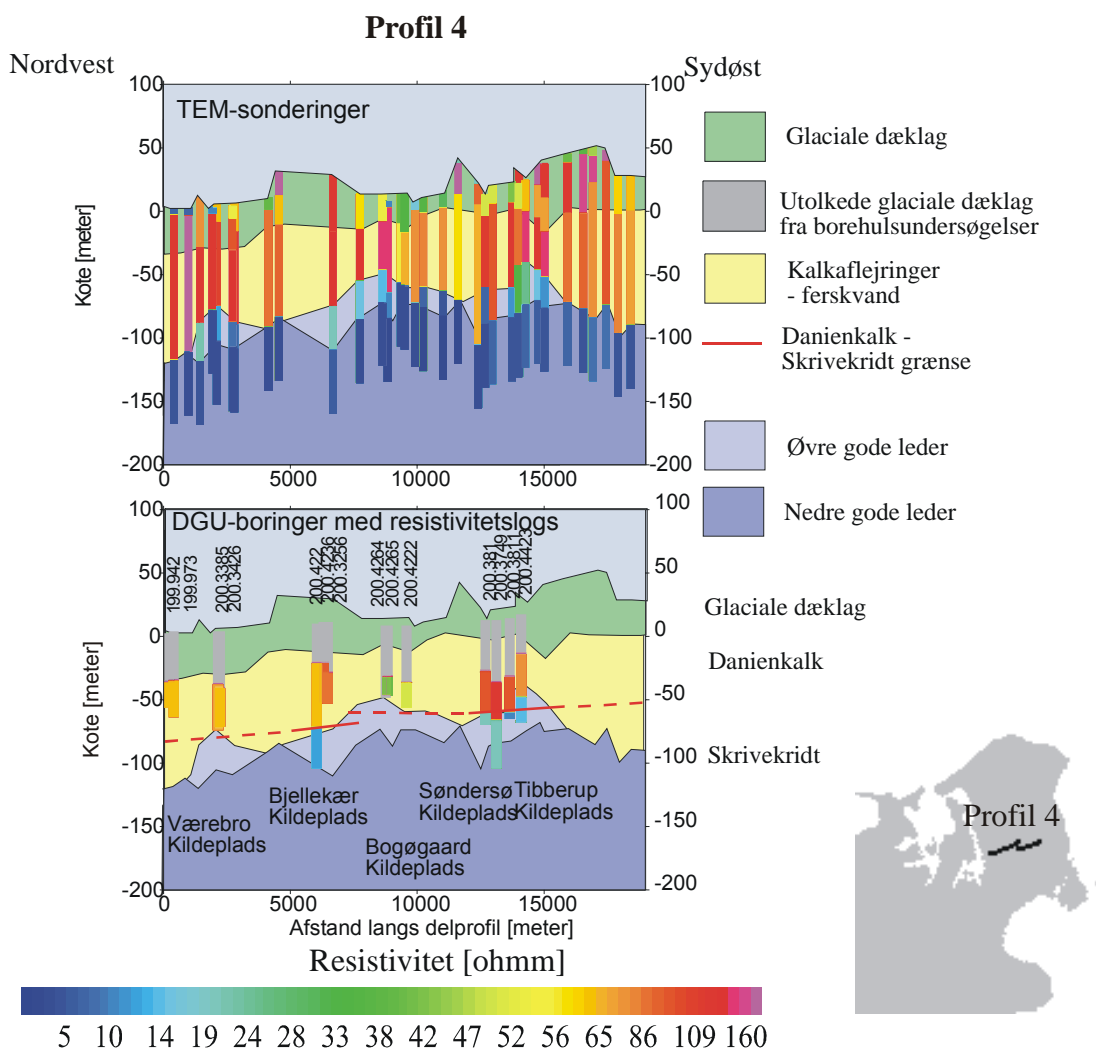 Profil 4
Nordvest
Sydøst
100
100
TEM-sonderinger
50
50
0
0
-50
-50
-100
-100
-150
-150
-200
-200
Kote [meter]
0
5000
10000
15000
Glaciale dæklag
Utolkede glaciale dæklag
fra borehulsundersøgelser
Kalkaflejringer
- ferskvand
Danienkalk -
Skrivekridt grænse
Øvre gode leder
Nedre gode leder
100
100
DGU-boringer med resistivitetslogs
199.942
199.973
200.3385
200.3426
200.422
200.4236
200.3256
200.4264
200.4265
200.4222
200.381
200.3749
200.3811
200.4423
50
50
0
0
-50
-50
-100
-100
-150
-150
-200
-200
Kote [meter]
Glaciale dæklag
Danienkalk
Skrivekridt
Værebro
Kildeplads
Bjellekær
Kildeplads
Bogøgaard
Kildeplads
Søndersø
Kildeplads
Tibberup
Kildeplads
0
5000
10000
15000
Afstand langs delprofil [meter]
Profil 4
Resistivitet [ohmm]
5 10 14 19 24 28 33 38 42 47 52 56 65 86 109 160